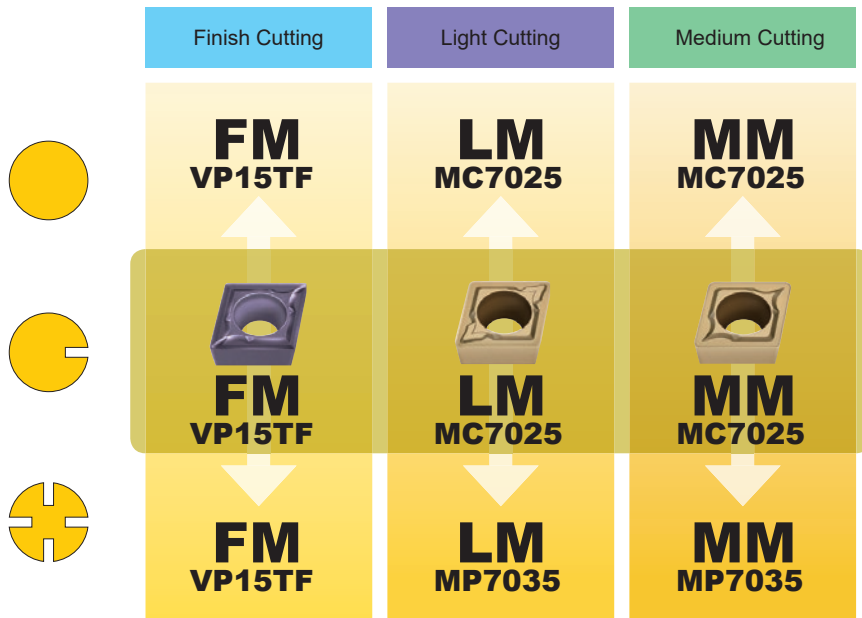 Finish Cutting
Light Cutting
Medium Cutting
FM
VP15TF
LM
MC7025
MM
MC7025
FM
VP15TF
LM
MC7025
MM
MC7025
FM
VP15TF
LM
MP7035
MM
MP7035